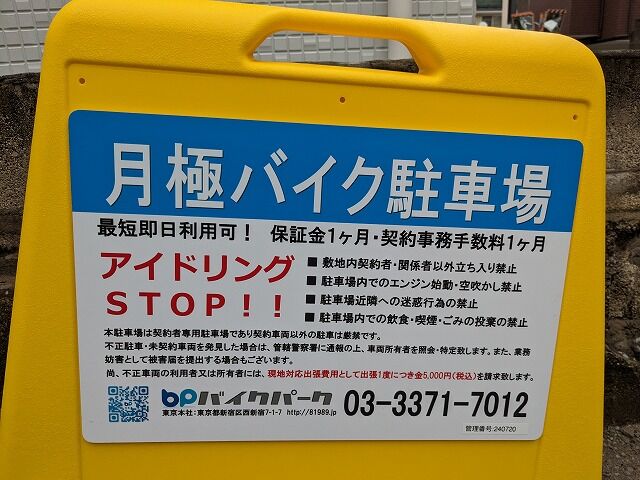 月極バイク駐車場
最短即日利用可! 保証金1ヶ月・契約事務手数料1ヶ月
アイドリング
STOP!!
■ 敷地内契約者・関係者以外立ち入り禁止
■ 駐車場内でのエンジン始動・空吹かし禁止
■ 駐車場近隣への迷惑行為の禁止
■ 駐車場内での飲食・喫煙・ごみの投棄の禁止
本駐車場は契約者専用駐車場であり契約車両以外の駐車は厳禁です。
不正駐車・未契約車両を発見した場合は、管轄警察署に通報の上、車両所有者を照会・特定致します。また、業務
妨害として被害届を提出する場合もございます。
尚、不正車両の利用者又は所有者には、現地対応出張費用として出張1度につき金5,000円(税込)を請求致します。
bpバイクパーク 03-3371-7012
東京本社:東京都新宿区西新宿7-1-7 http://81989.jp
管理番号:240720